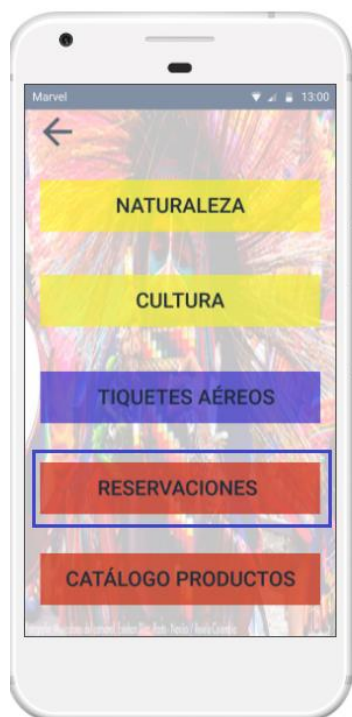 Marvel 13:00
NATURALEZA
CULTURA
TIQUETES AÉREOS
RESERVACIONES
CATÁLOGO PRODUCTOS